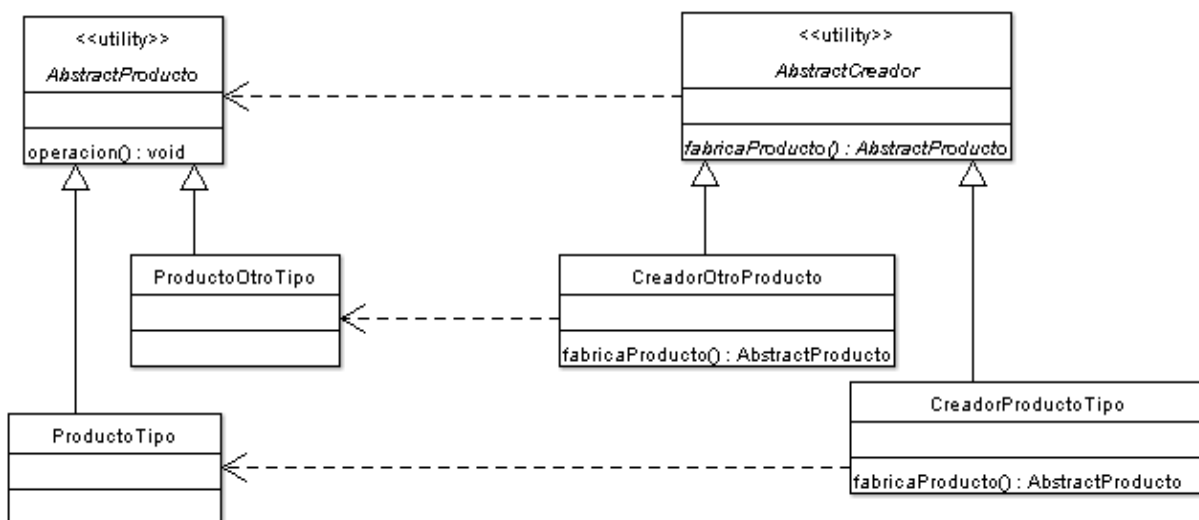 <<utility>>
AbstractProducto
operacion() : void
<<utility>>
AbstractCreador
fabricaProducto() : AbstractProducto
ProductoOtroTipo
CreadorOtroProducto
fabricaProducto() : AbstractProducto
ProductoTipo
CreadorProductoTipo
fabricaProducto() : AbstractProducto